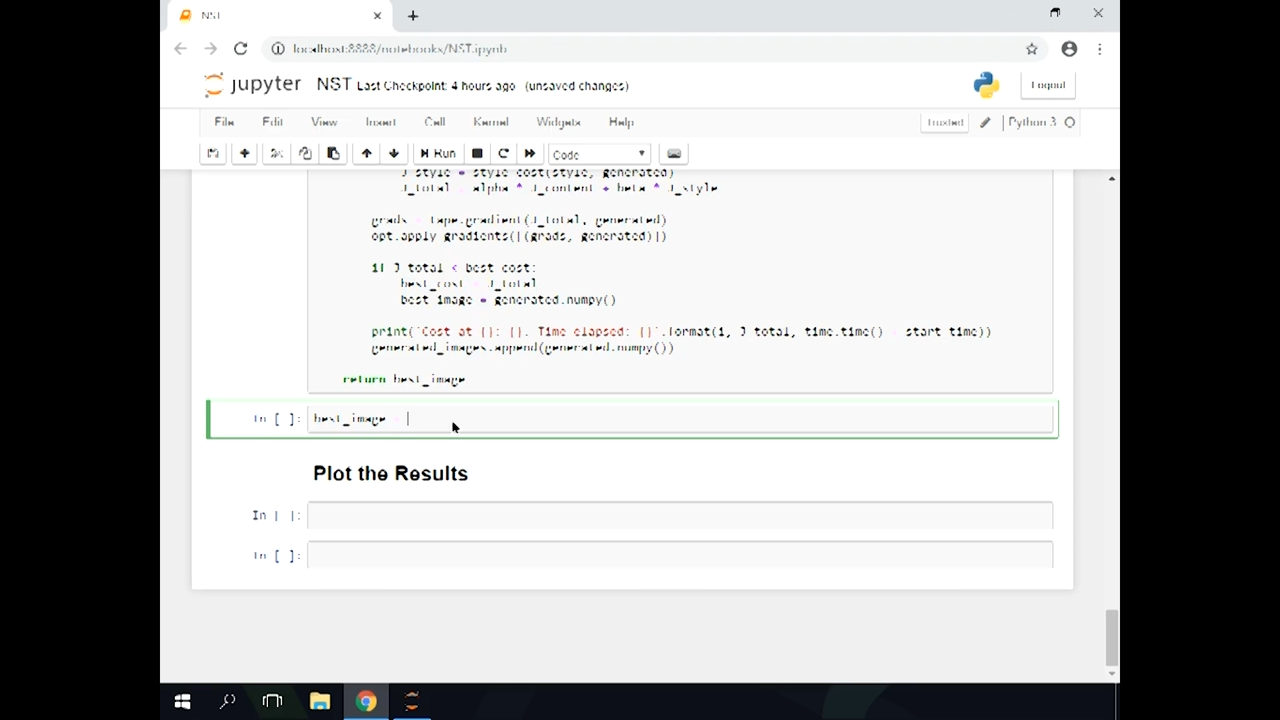 NST
localhost:8888/notebooks/NST.ipynb
jupyter NST Last Checkpoint: 4 hours ago (unsaved changes)
Logout
File Edit View Insert Cell Kernel Widgets Help
Trusted Python 3
Run Code
J_style = style_cost(style, generated)
J_total = alpha * J_content + beta * J_style
grads = tape.gradient(J_total, generated)
opt.apply_gradients([(grads, generated)])
if J_total < best_cost:
best_cost = J_total
best_image = generated.numpy()
print('Cost at {}: {}. Time elapsed: {}'.format(i, J_total, time.time() - start_time))
generated_images.append(generated.numpy())
return best_image
In [ ]: best_image =
Plot the Results
In [ ]:
In [ ]: